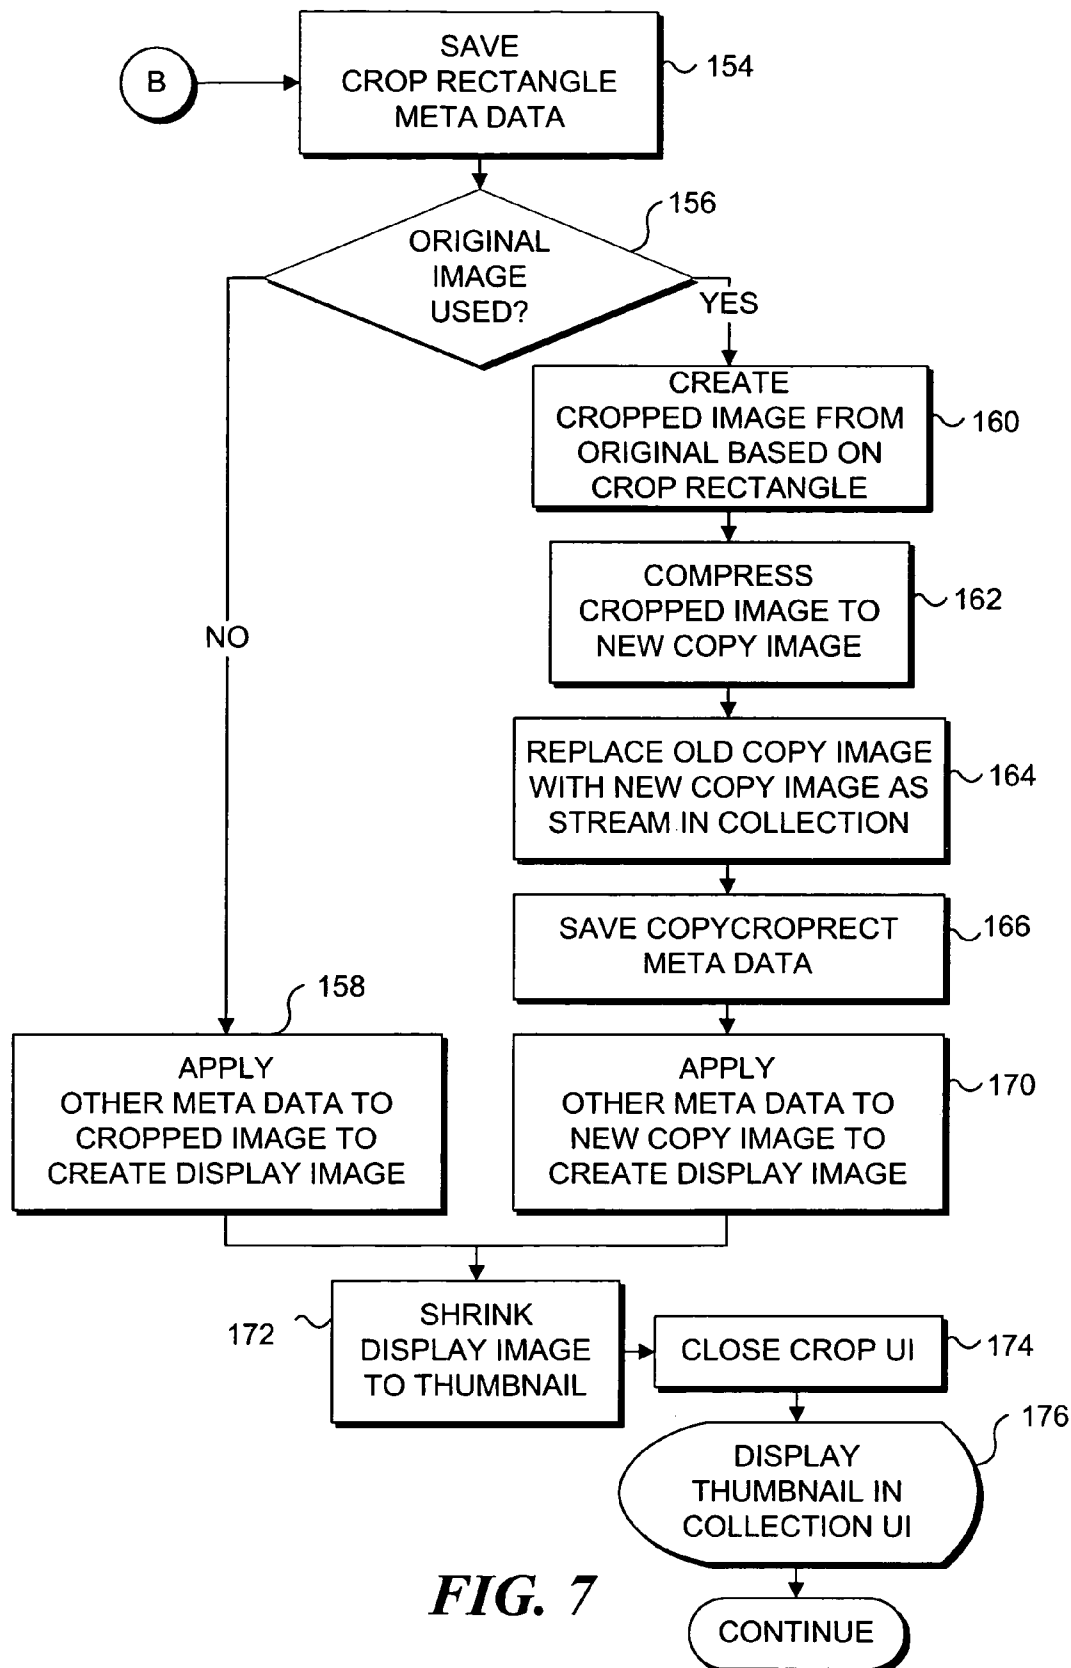 B
SAVE
CROP RECTANGLE
META DATA
154
ORIGINAL
IMAGE
USED?
156
YES
NO
CREATE
CROPPED IMAGE FROM
ORIGINAL BASED ON
CROP RECTANGLE
160
COMPRESS
CROPPED IMAGE TO
NEW COPY IMAGE
162
REPLACE OLD COPY IMAGE
WITH NEW COPY IMAGE AS
STREAM IN COLLECTION
164
SAVE COPYCROPRECT
META DATA
166
158
APPLY
OTHER META DATA TO
CROPPED IMAGE TO
CREATE DISPLAY IMAGE
APPLY
OTHER META DATA TO
NEW COPY IMAGE TO
CREATE DISPLAY IMAGE
170
172
SHRINK
DISPLAY IMAGE
TO THUMBNAIL
CLOSE CROP UI
174
176
DISPLAY
THUMBNAIL IN
COLLECTION UI
FIG. 7
CONTINUE